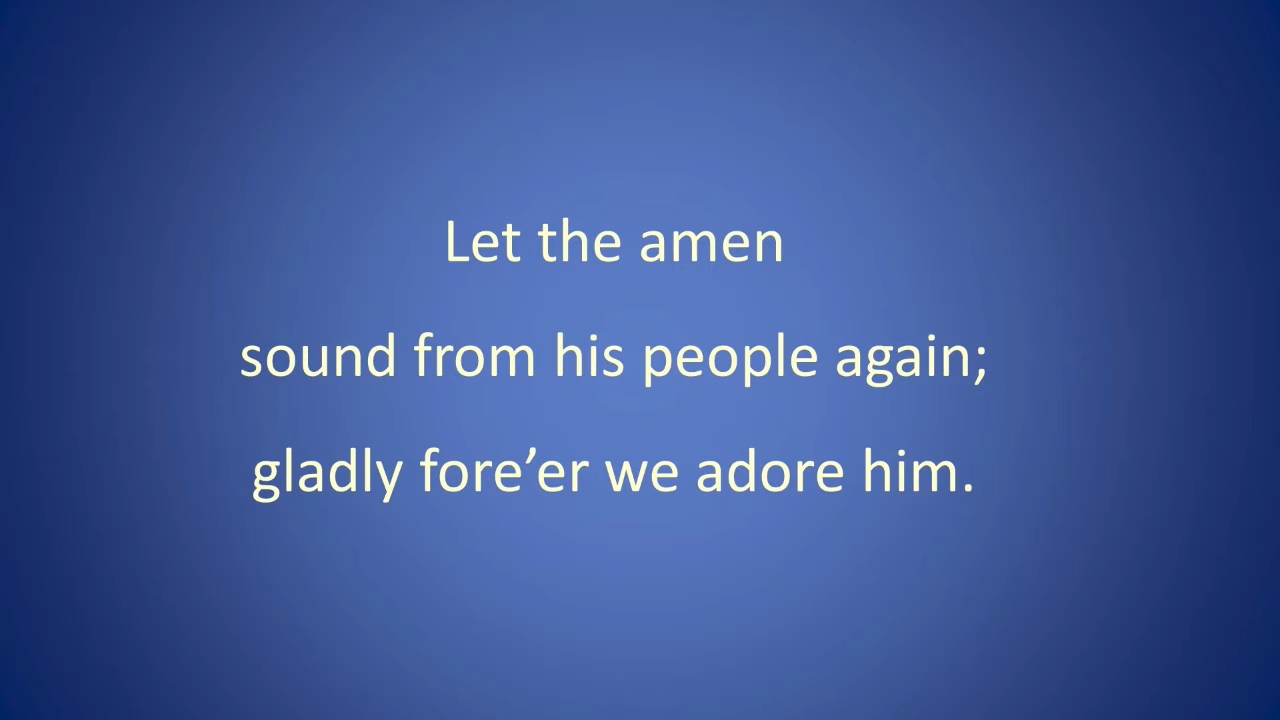 Let the amen
sound from his people again;
gladly fore’er we adore him.